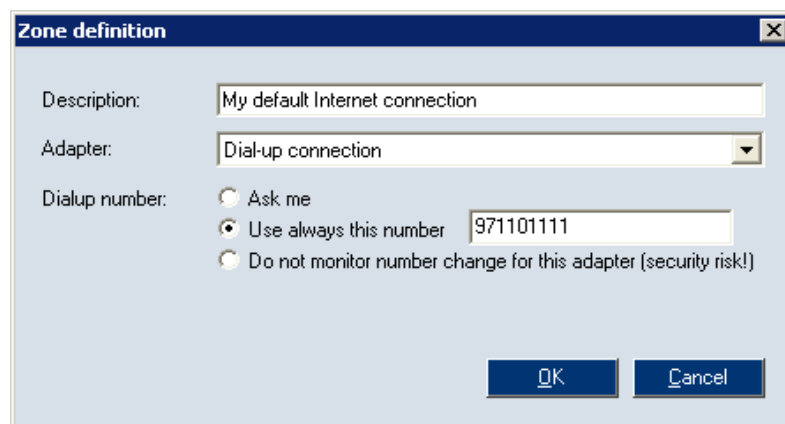 Zone definition
Description: My default Internet connection
Adapter: Dial-up connection
Dialup number: Ask me
Use always this number 971101111
Do not monitor number change for this adapter (security risk!)
OK Cancel